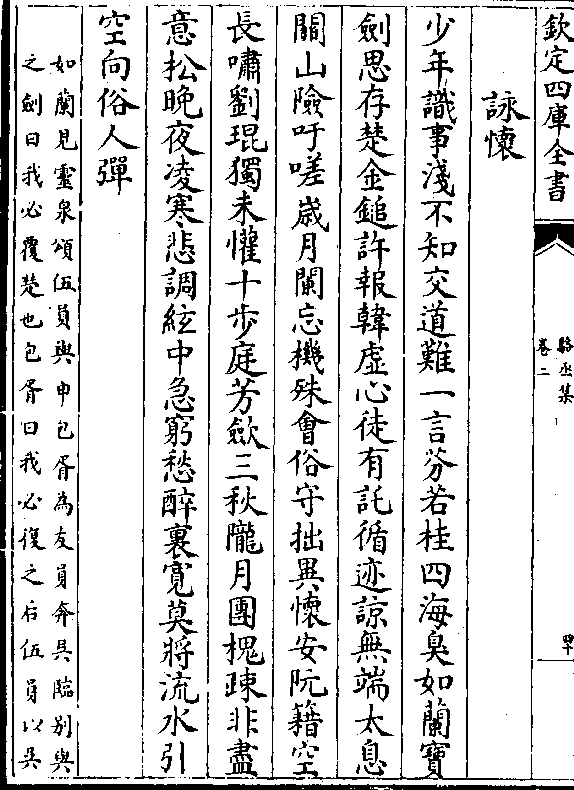 欽定四庫全書
駱丞集
卷二
詠懷
少年識事淺不知交道難一言芬若桂四海臭如蘭寶
劍思存楚金鎚許報韓虛心徒有託循迹諒無端太息
關山險吁嗟歲月闌忘機殊會俗守拙異懷安阮籍空
長嘯劉琨獨未懽十步庭芳斂三秋隴月團槐疎非盡
意松晚夜凌寒悲調絃中急窮愁醉裏寬莫將流水引
空向俗人彈
如蘭見靈泉頌伍員與申包胥為友員奔吳臨别與
之劍曰我必覆楚也包胥曰我必復之后伍員以吳